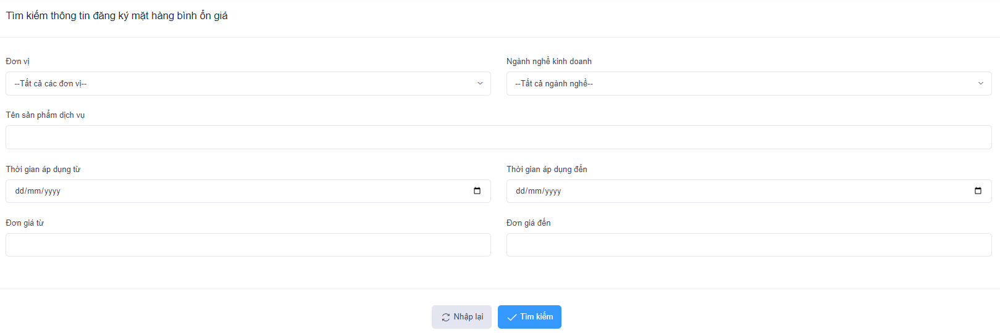 Tìm kiếm thông tin đăng ký mặt hàng bình ổn giá
Đơn vị
Ngành nghề kinh doanh
--Tất cả các đơn vị--
--Tất cả ngành nghề--
Tên sản phẩm dịch vụ
Thời gian áp dụng từ
Thời gian áp dụng đến
dd/mm/yyyy
dd/mm/yyyy
Đơn giá từ
Đơn giá đến
Nhập lại
Tìm kiếm